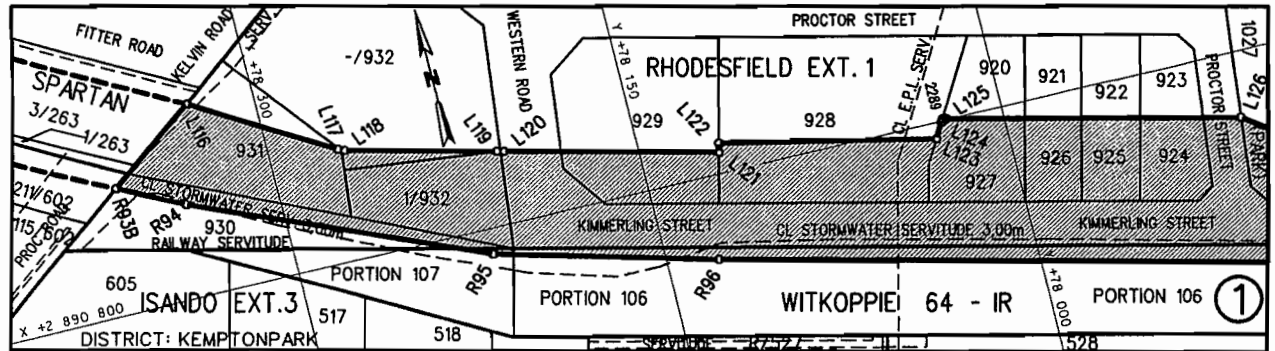 FITTER ROAD
KELVIN ROAD
SERV.
+78 300
-/932
WESTERN ROAD
Y +78 150
PROCTOR STREET
RHODESFIELD EXT. 1
CL E.P.L. SERV
2289
920
921
922
923
PROCTOR STREET
1027
L126
(PARK)
SPARTAN
3/263
1/263
L116
931
L117
L118
N
L119
L120
929
L122
928
L125
L124
L123
L121
926
925
924
927
1/932
21V/602
115/602
R93B
R94
CL STORMWATER SERV 3,00m
KIMMERLING STREET
CL STORMWATER SERVITUDE 3,00m
KIMMERLING STREET
930
RAILWAY SERVITUDE
PORTION 107
R95
R96
605
ISANDO EXT.3
517
518
PORTION 106
WITKOPPIE 64 - IR
+78 000
PORTION 106
1
X +2 890 800
DISTRICT: KEMPTONPARK
SERVITUDE
528